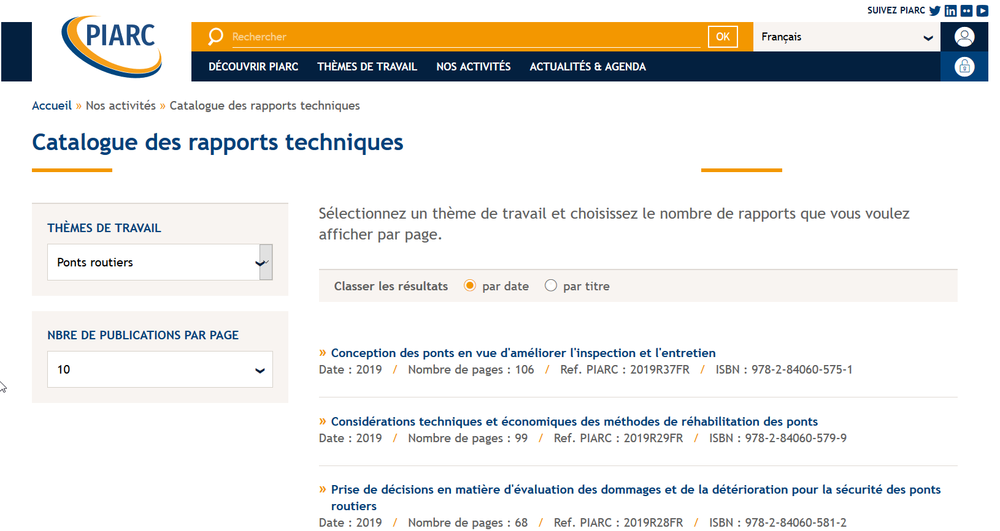 SUIVEZ PIARC
PIARC
Rechercher
OK
Français
DÉCOUVRIR PIARC THÈMES DE TRAVAIL NOS ACTIVITÉS ACTUALITÉS & AGENDA
Accueil » Nos activités » Catalogue des rapports techniques
Catalogue des rapports techniques
THÈMES DE TRAVAIL
Ponts routiers
NBRE DE PUBLICATIONS PAR PAGE
10
Sélectionnez un thème de travail et choisissez le nombre de rapports que vous voulez
afficher par page.
Classer les résultats par date par titre
» Conception des ponts en vue d'améliorer l'inspection et l'entretien
Date : 2019 / Nombre de pages : 106 / Ref. PIARC : 2019R37FR / ISBN : 978-2-84060-575-1
» Considérations techniques et économiques des méthodes de réhabilitation des ponts
Date : 2019 / Nombre de pages : 99 / Ref. PIARC : 2019R29FR / ISBN : 978-2-84060-579-9
» Prise de décisions en matière d'évaluation des dommages et de la détérioration pour la sécurité des ponts
routiers
Date : 2019 / Nombre de pages : 68 / Ref. PIARC : 2019R28FR / ISBN : 978-2-84060-581-2